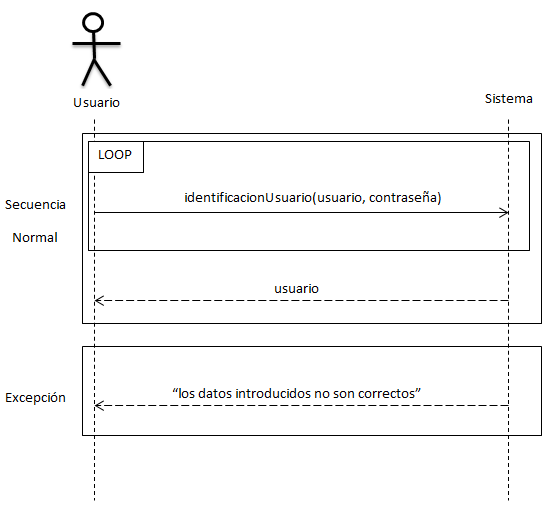 Usuario
Sistema
LOOP
identificacionUsuario(usuario, contraseña)
Secuencia
Normal
usuario
“los datos introducidos no son correctos”
Excepción